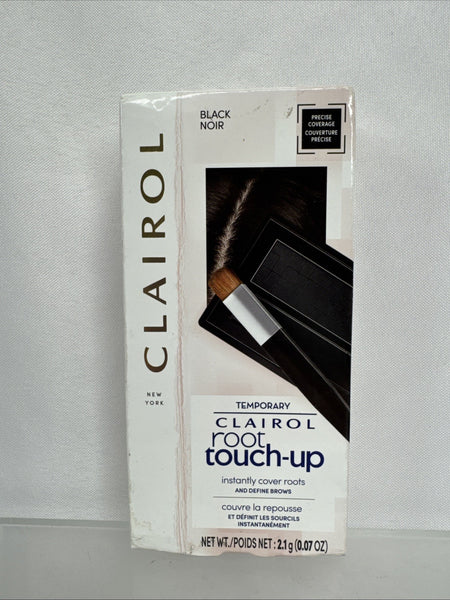 BLACK
NOIR
PRECISE
COVERAGE
COUVERTURE
PRÉCISE
CLAIROL
NEW
YORK
TEMPORARY
CLAIROL
root
touch-up
instantly cover roots
AND DEFINE BROWS
couvre la repousse
ET DÉFINIT LES SOURCILS
INSTANTANÉMENT
NET WT./POIDS NET : 2.1 g (0.07 OZ)